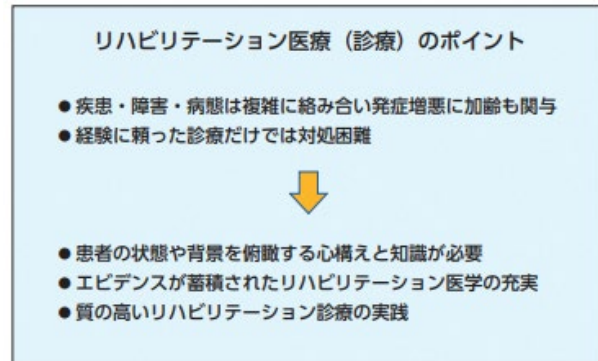 リハビリテーション医療（診療）のポイント
●疾患・障害・病態は複雑に絡み合い発症増悪に加齢も関与
●経験に頼った診療だけでは対処困難
●患者の状態や背景を俯瞰する心構えと知識が必要
●エビデンスが蓄積されたリハビリテーション医学の充実
●質の高いリハビリテーション診療の実践